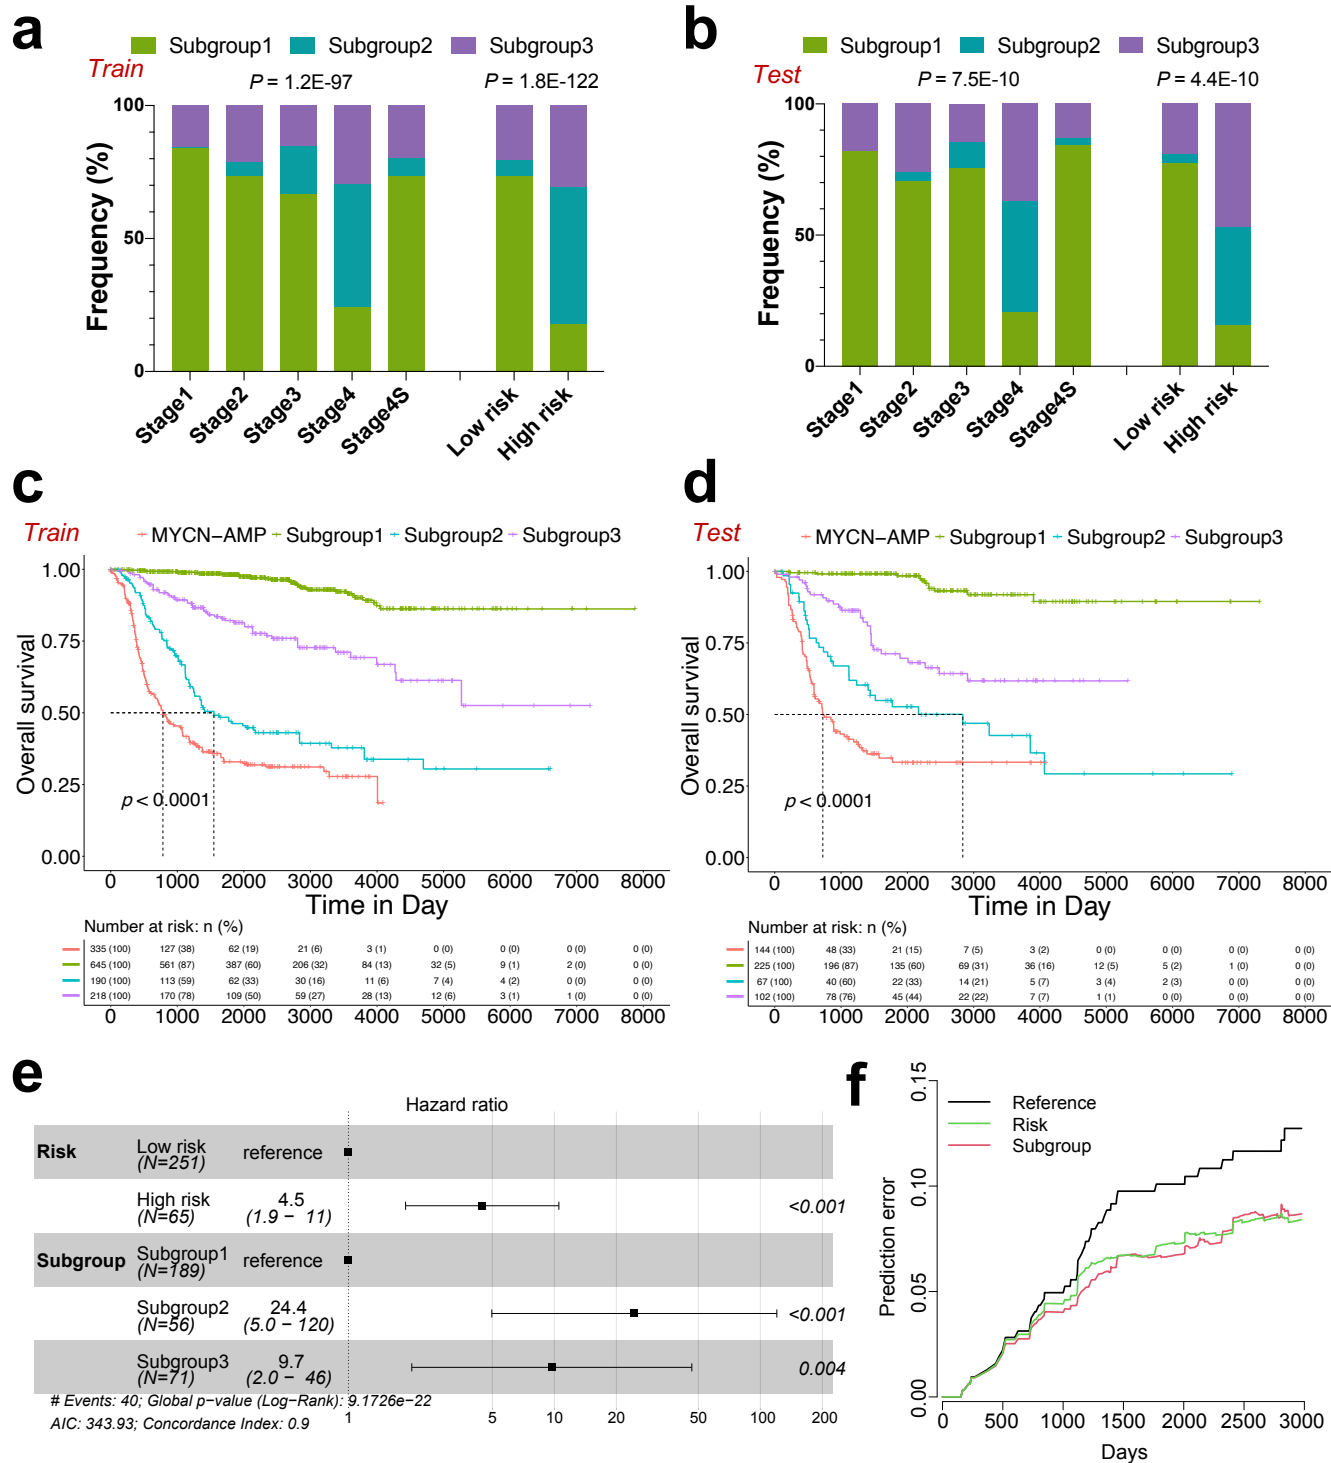 a
Subgroup1 Subgroup2 Subgroup3
Train
P = 1.2E-97 P = 1.8E-122
Frequency (%)
100
50
0
Stage1 Stage2 Stage3 Stage4 Stage4S Low risk High risk
b
Subgroup1 Subgroup2 Subgroup3
Test
P = 7.5E-10 P = 4.4E-10
Frequency (%)
100
50
0
Stage1 Stage2 Stage3 Stage4 Stage4S Low risk High risk
c
Train
MYCN−AMP Subgroup1 Subgroup2 Subgroup3
Overall survival
1.00
0.75
0.50
0.25
0.00
p < 0.0001
0 1000 2000 3000 4000 5000 6000 7000 8000
Time in Day
Number at risk: n (%)
335 (100) 127 (38) 62 (19) 21 (6) 3 (1) 0 (0) 0 (0) 0 (0) 0 (0)
645 (100) 561 (87) 387 (60) 206 (32) 84 (13) 32 (5) 9 (1) 2 (0) 0 (0)
190 (100) 113 (59) 62 (33) 30 (16) 11 (6) 7 (4) 4 (2) 0 (0) 0 (0)
218 (100) 170 (78) 109 (50) 59 (27) 28 (13) 12 (6) 3 (1) 1 (0) 0 (0)
0 1000 2000 3000 4000 5000 6000 7000 8000
d
Test
MYCN−AMP Subgroup1 Subgroup2 Subgroup3
Overall survival
1.00
0.75
0.50
0.25
0.00
p < 0.0001
0 1000 2000 3000 4000 5000 6000 7000 8000
Time in Day
Number at risk: n (%)
144 (100) 48 (33) 21 (15) 7 (5) 3 (2) 0 (0) 0 (0) 0 (0) 0 (0)
225 (100) 196 (87) 135 (60) 69 (31) 36 (16) 12 (5) 5 (2) 1 (0) 0 (0)
67 (100) 40 (60) 22 (33) 14 (21) 5 (7) 3 (4) 2 (3) 0 (0) 0 (0)
102 (100) 78 (76) 45 (44) 22 (22) 7 (7) 1 (1) 0 (0) 0 (0) 0 (0)
0 1000 2000 3000 4000 5000 6000 7000 8000
e
Hazard ratio
Risk Low risk reference
(N=251)
High risk 4.5
(N=65) (1.9 − 11) <0.001
Subgroup Subgroup1 reference
(N=189)
Subgroup2 24.4
(N=56) (5.0 − 120) <0.001
Subgroup3 9.7
(N=71) (2.0 − 46) 0.004
# Events: 40; Global p−value (Log−Rank): 9.1726e−22
AIC: 343.93; Concordance Index: 0.9
1 5 10 20 50 100 200
f
Reference
Risk
Subgroup
Prediction error
0.15
0.10
0.05
0.00
0 500 1000 1500 2000 2500 3000
Days